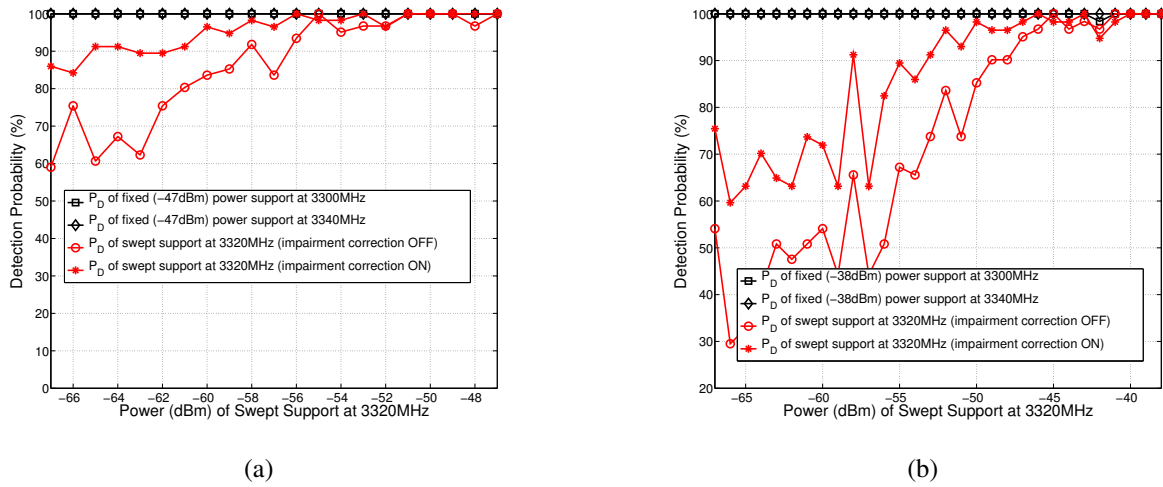 100
90
80
70
60
50
40
30
20
10
0
Detection Probability (%)
P_D of fixed (−47dBm) power support at 3300MHz
P_D of fixed (−47dBm) power support at 3340MHz
P_D of swept support at 3320MHz (impairment correction OFF)
P_D of swept support at 3320MHz (impairment correction ON)
−66 −64 −62 −60 −58 −56 −54 −52 −50 −48
Power (dBm) of Swept Support at 3320MHz
(a)
100
90
80
70
60
50
40
30
20
Detection Probability (%)
P_D of fixed (−38dBm) power support at 3300MHz
P_D of fixed (−38dBm) power support at 3340MHz
P_D of swept support at 3320MHz (impairment correction OFF)
P_D of swept support at 3320MHz (impairment correction ON)
−65 −60 −55 −50 −45 −40
Power (dBm) of Swept Support at 3320MHz
(b)